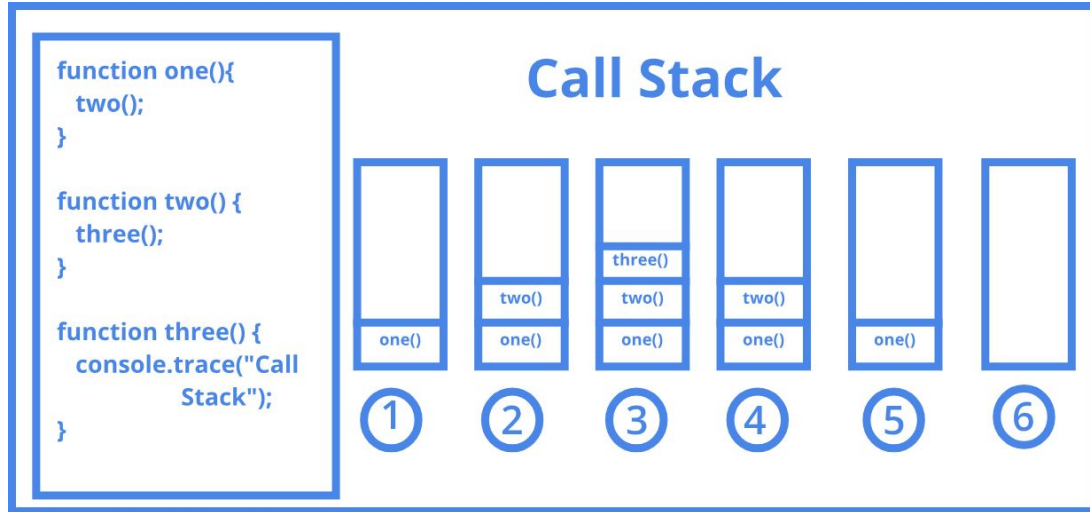 function one(){
two();
}
function two() {
three();
}
function three() {
console.trace("Call
Stack");
}
Call Stack
one()
two()
one()
three()
two()
one()
two()
one()
one()
1
2
3
4
5
6